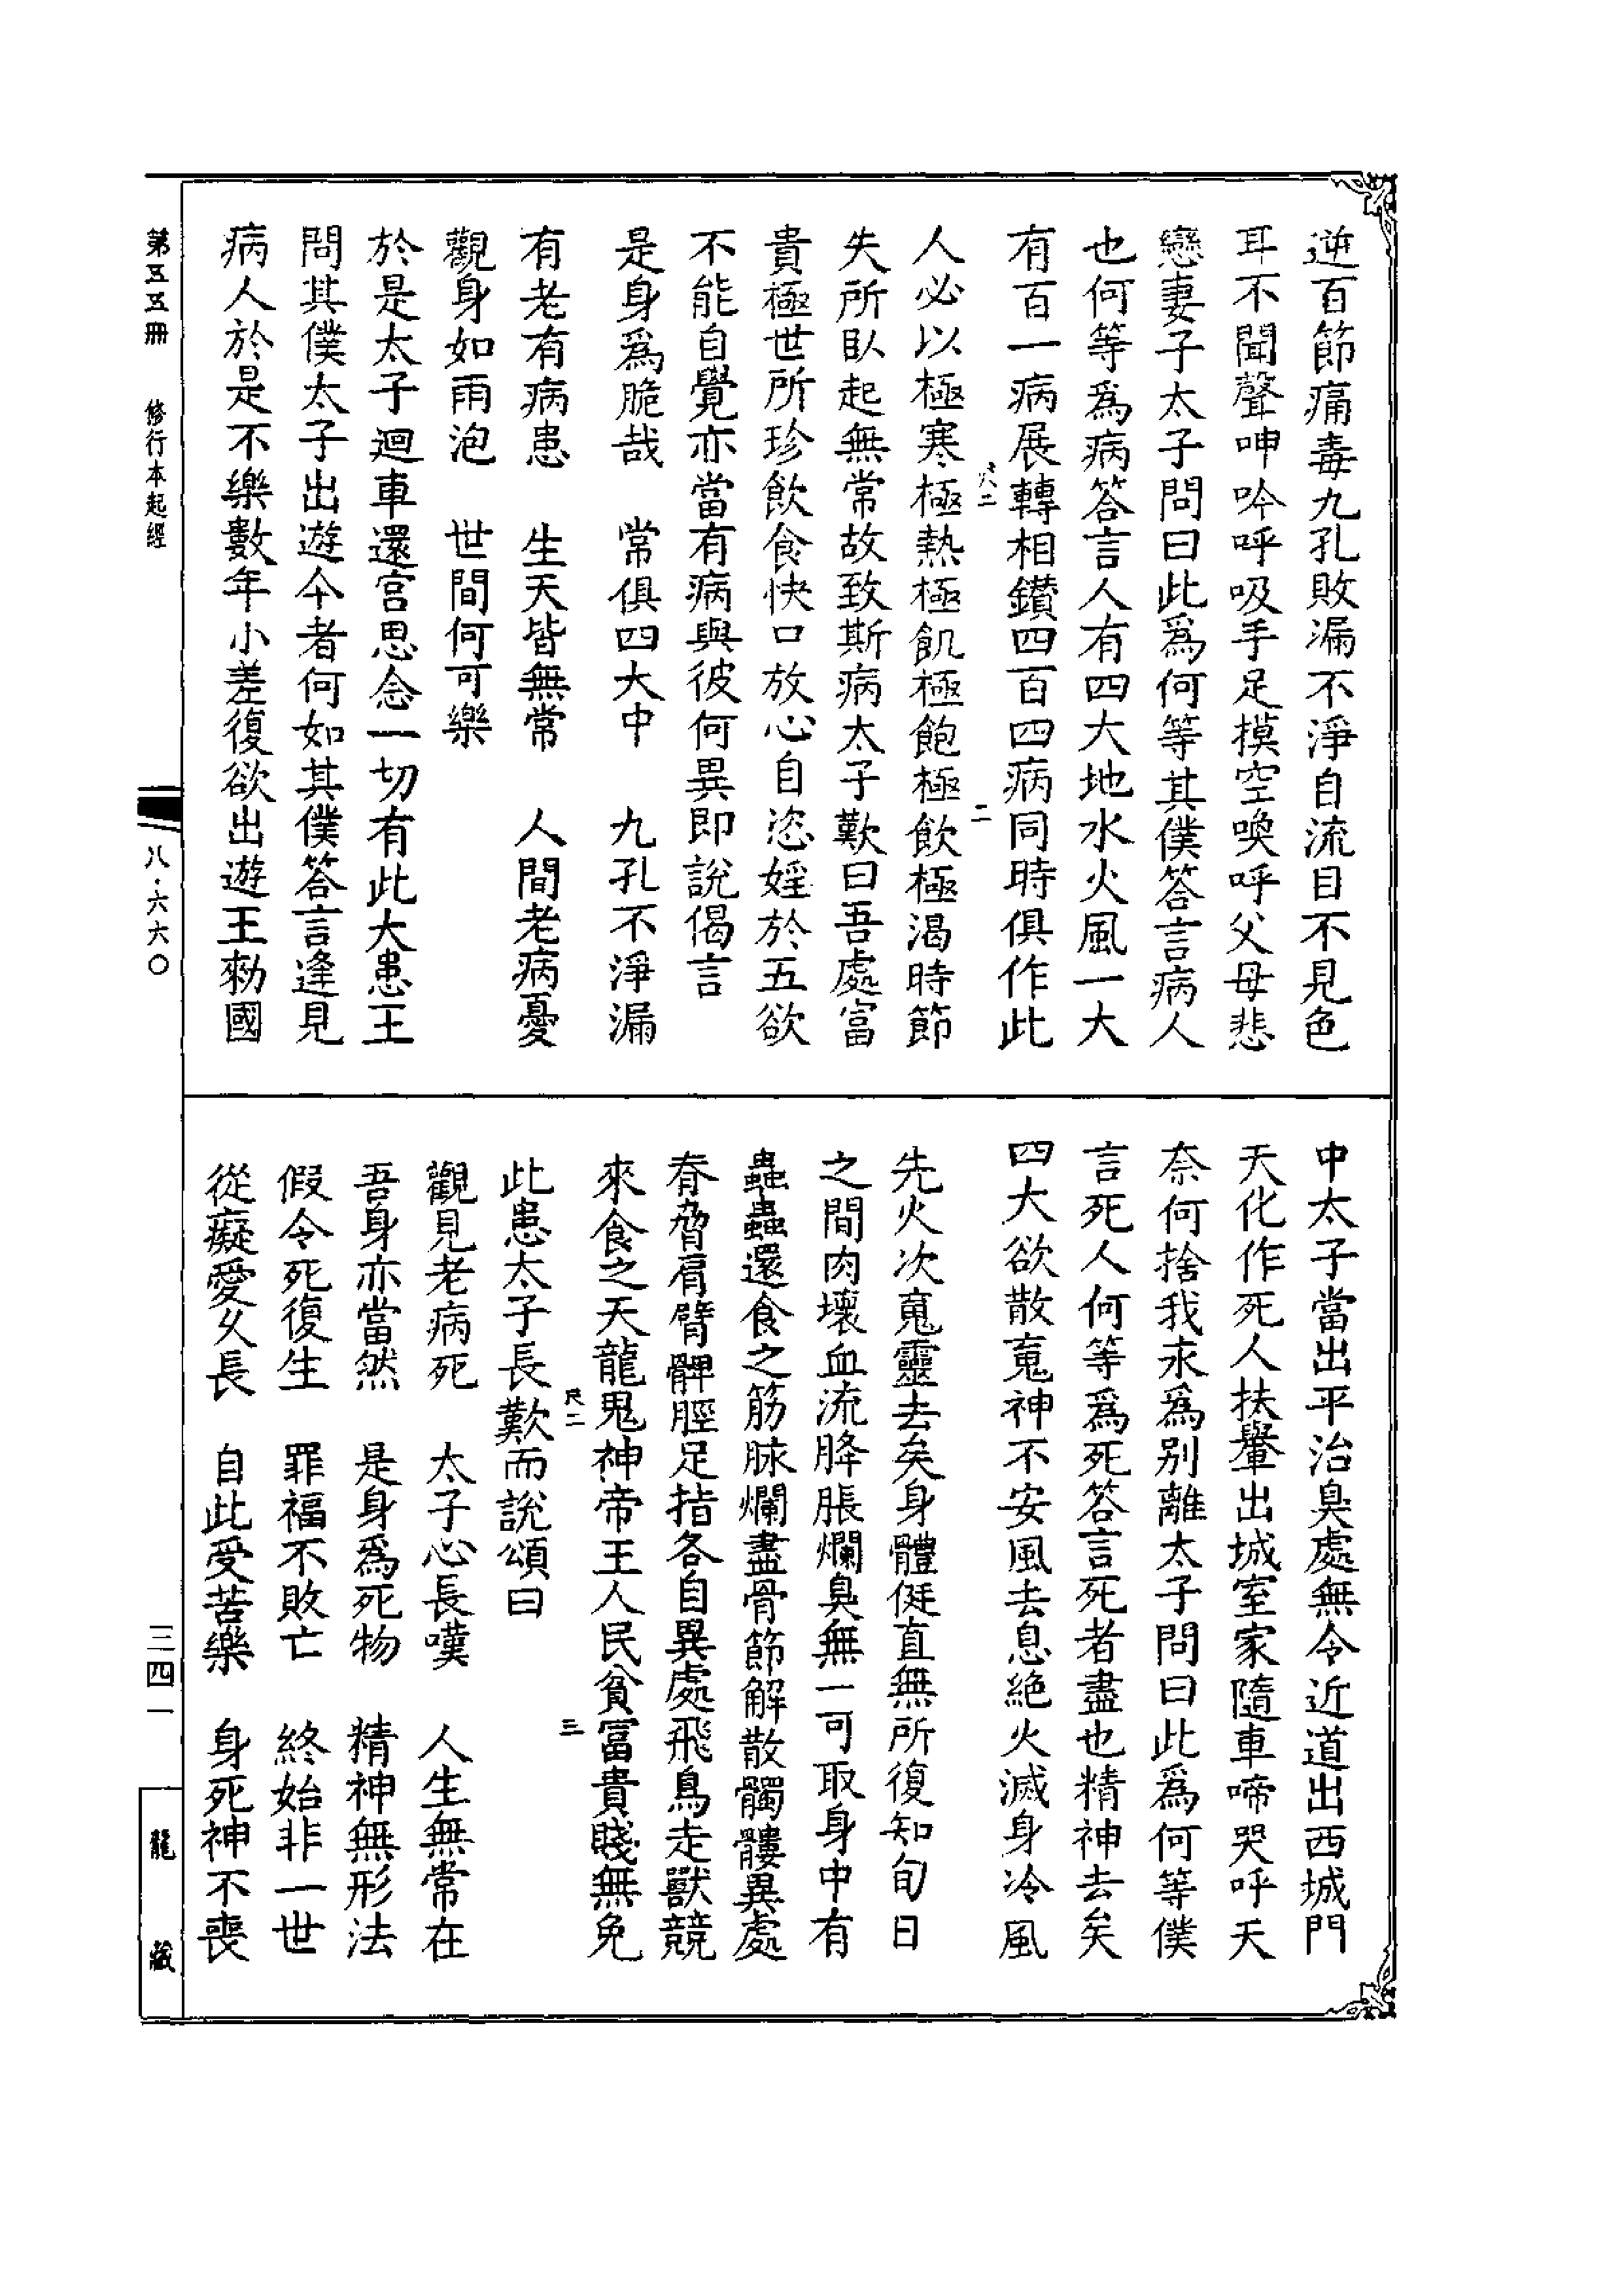 逆百節痛毒九孔敗漏不淨自流目不見色
耳不聞聲呻吟呼吸手足摸空喚呼父母悲
戀妻子太子問曰此爲何等其僕答言病人
也何等爲病答言人有四大地水火風一大
有百一病展轉相鑽四百四病同時俱作此
人必以極寒極熱極飢極飽極飲極渴時節
失所臥起無常故致斯病太子歎曰吾處富
貴極世所珍飲食快口放心自恣婬於五欲
不能自覺亦當有病與彼何異即說偈言
是身爲脆哉　常俱四大中　九孔不淨漏
有老有病患　生天皆無常　人間老病憂
觀身如雨泡　世間何可樂
於是太子迴車還宮思念一切有此大患王
問其僕太子出遊今者何如其僕答言逢見
病人於是不樂數年小差復欲出遊王勑國
中太子當出平治臭處無令近道出西城門
天化作死人扶轝出城室家隨車啼哭呼天
奈何捨我永爲別離太子問曰此爲何等僕
言死人何等爲死答言死者盡也精神去矣
四大欲散䰟神不安風去息絶火滅身冷風
先火次䰟靈去矣身體侹直無所復知旬日
之間肉壞血流胮脹爛臭無一可取身中有
蟲蟲還食之筋脉爛盡骨節解散髑髏異處
脊脅肩臂髀脛足指各自異處飛鳥走獸競
來食之天龍鬼神帝王人民貧富貴賤無免
此患太子長歎而說頌曰
觀見老病死　太子心長嘆　人生無常在
吾身亦當然　是身爲死物　精神無形法
假令死復生　罪福不敗亡　終始非一世
從癡愛久長　自此受苦樂　身死神不喪
二
尺二
三
第五五冊　修行本起經
八·六六〇
三四一
龍藏